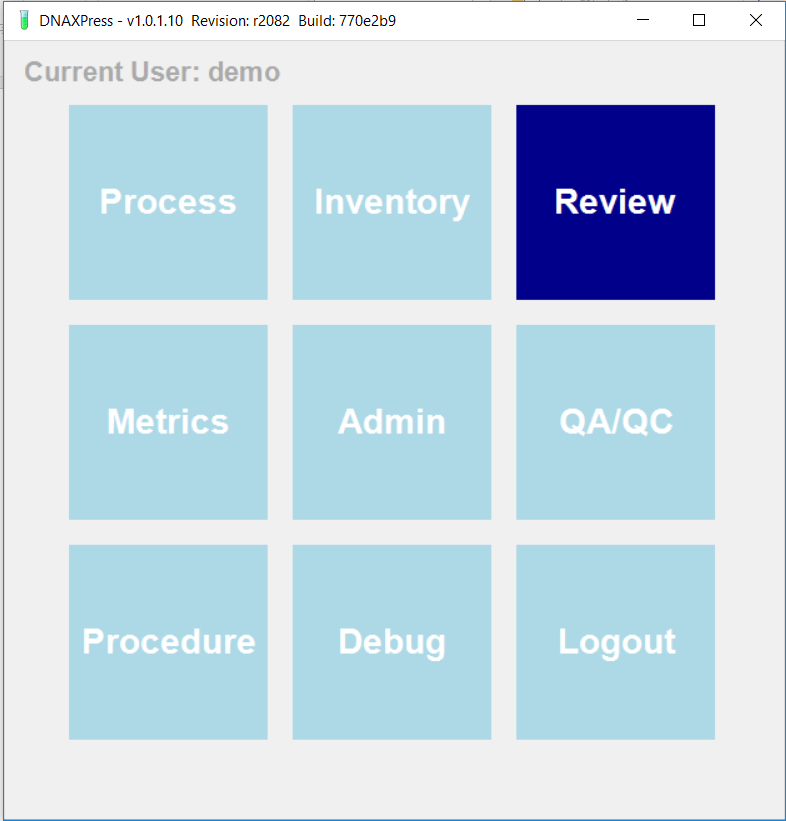 DNAXPress - v1.0.1.10 Revision: r2082 Build: 770e2b9
Current User: demo
Process Inventory Review
Metrics Admin QA/QC
Procedure Debug Logout